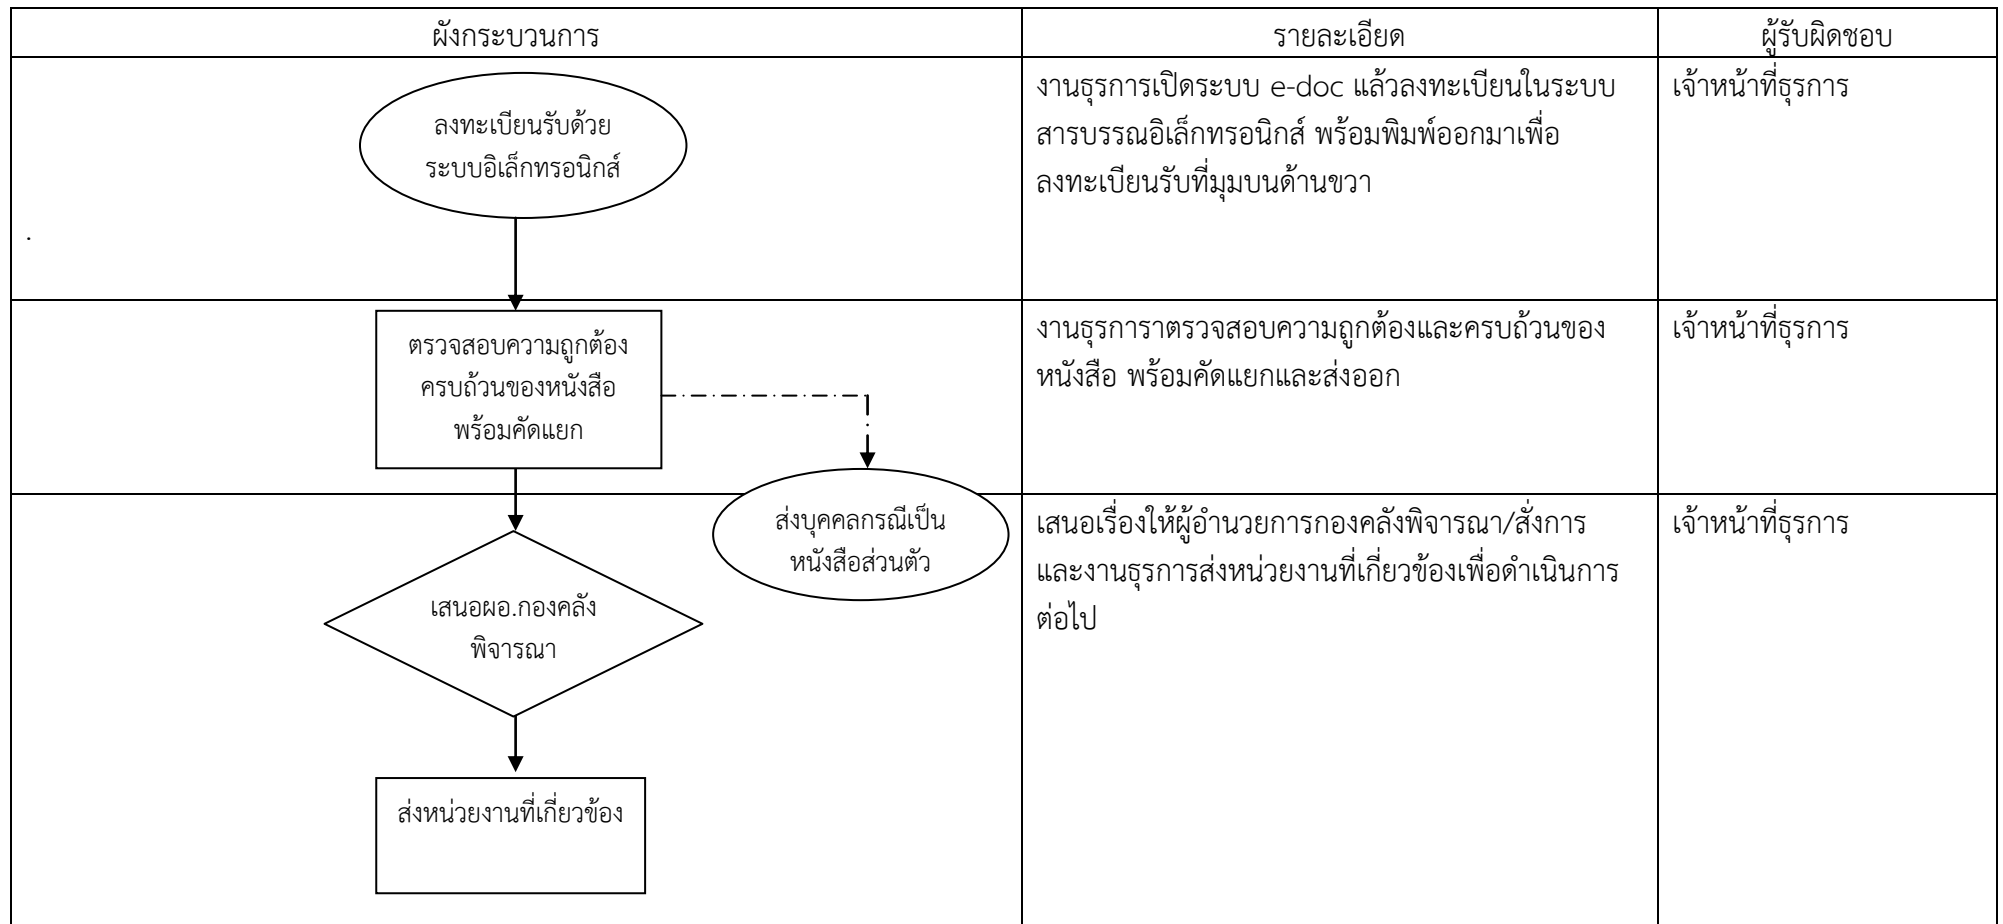 ผังกระบวนการ
รายละเอียด
ผู้รับผิดชอบ
ลงทะเบียนรับด้วย
ระบบอิเล็กทรอนิกส์
.
งานธุรการเปิดระบบ e-doc แล้วลงทะเบียนในระบบ
สารบรรณอิเล็กทรอนิกส์ พร้อมพิมพ์ออกมาเพื่อ
ลงทะเบียนรับที่มุมบนด้านขวา
เจ้าหน้าที่ธุรการ
ตรวจสอบความถูกต้อง
ครบถ้วนของหนังสือ
พร้อมคัดแยก
งานธุรการาตรวจสอบความถูกต้องและครบถ้วนของ
หนังสือ พร้อมคัดแยกและส่งออก
เจ้าหน้าที่ธุรการ
ส่งบุคคลกรณีเป็น
หนังสือส่วนตัว
เสนอผอ.กองคลัง
พิจารณา
ส่งหน่วยงานที่เกี่ยวข้อง
เสนอเรื่องให้ผู้อำนวยการกองคลังพิจารณา/สั่งการ
และงานธุรการส่งหน่วยงานที่เกี่ยวข้องเพื่อดำเนินการ
ต่อไป
เจ้าหน้าที่ธุรการ